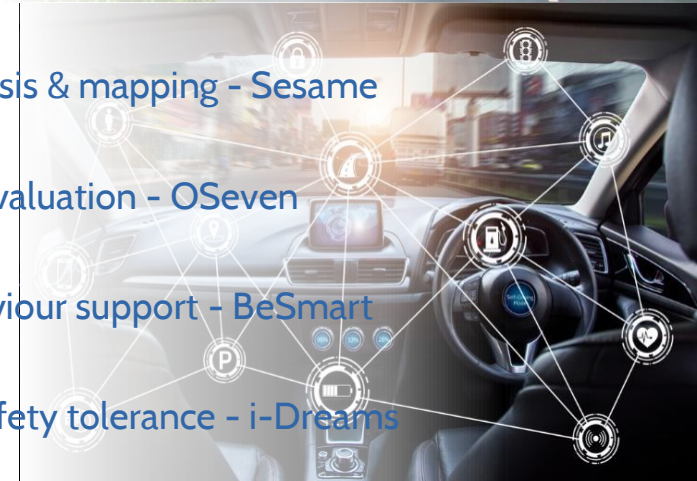 sis & mapping - Sesame
valuation - OSeven
viour support - BeSmart
fety tolerance - i-Dreams
P